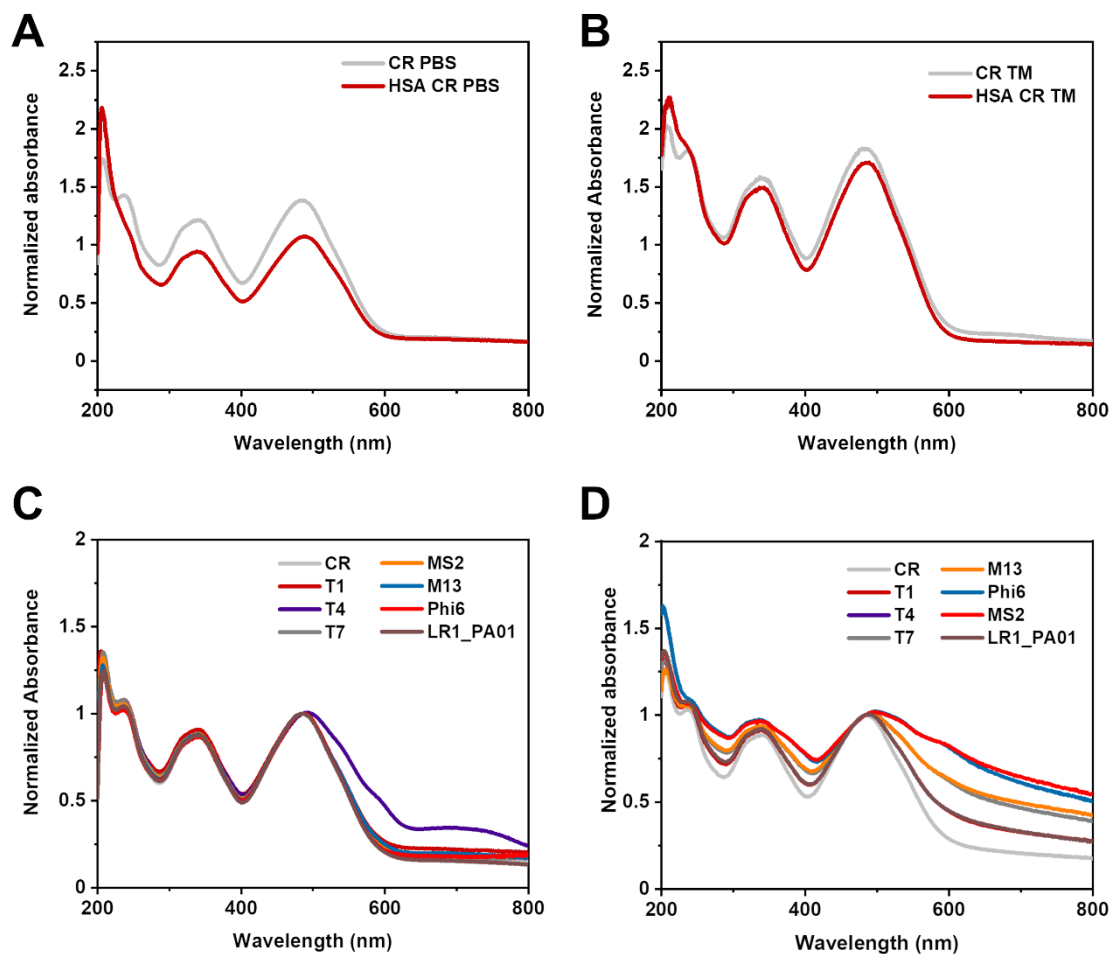 A
2.5
2
1.5
1
0.5
0
200
400
600
800
Normalized absorbance
Wavelength (nm)
CR PBS
HSA CR PBS
B
2.5
2
1.5
1
0.5
0
200
400
600
800
Normalized Absorbance
Wavelength (nm)
CR TM
HSA CR TM
C
2
1.5
1
0.5
0
200
400
600
800
Normalized Absorbance
Wavelength (nm)
CR
T1
T4
T7
MS2
M13
Phi6
LR1_PA01
D
2
1.5
1
0.5
0
200
400
600
800
Normalized absorbance
Wavelength (nm)
CR
T1
T4
T7
M13
Phi6
MS2
LR1_PA01